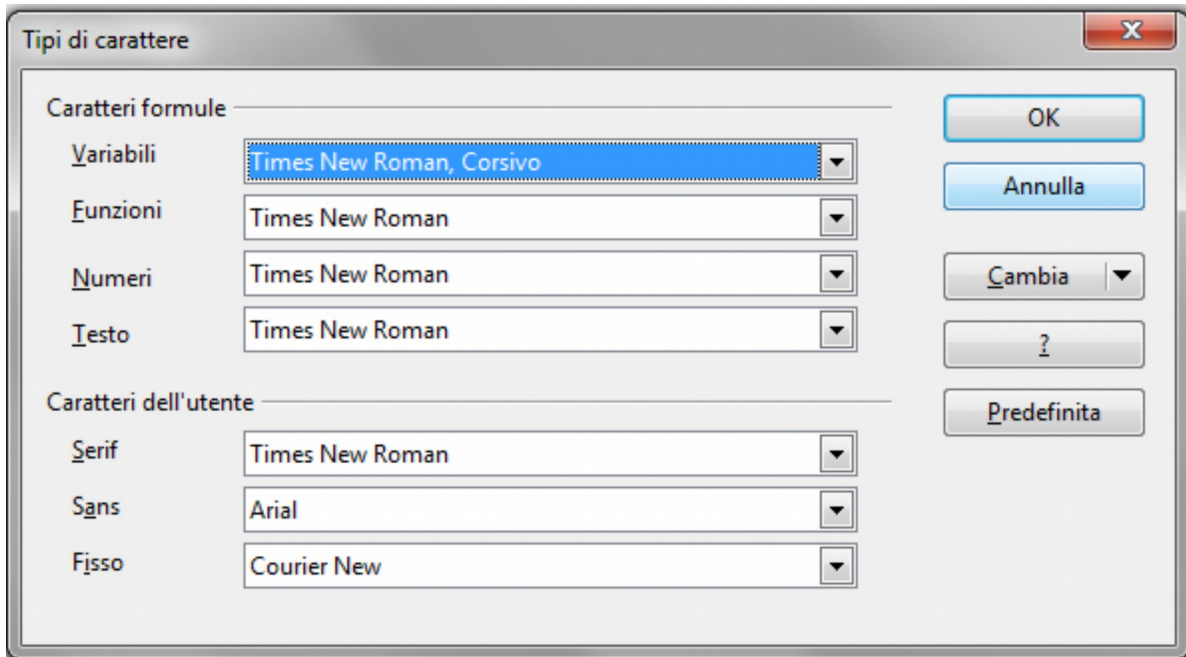 Tipi di carattere
Caratteri formule
Variabili Times New Roman, Corsivo
Funzioni Times New Roman
Numeri Times New Roman
Testo Times New Roman
Caratteri dell'utente
Serif Times New Roman
Sans Arial
Fisso Courier New
OK
Annulla
Cambia
?
Predefinita